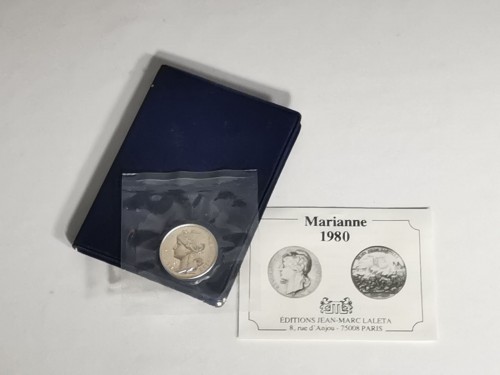 Marianne
1980
ÉDITIONS JEAN-MARC LALETA
8, rue d'Anjou - 75008 PARIS